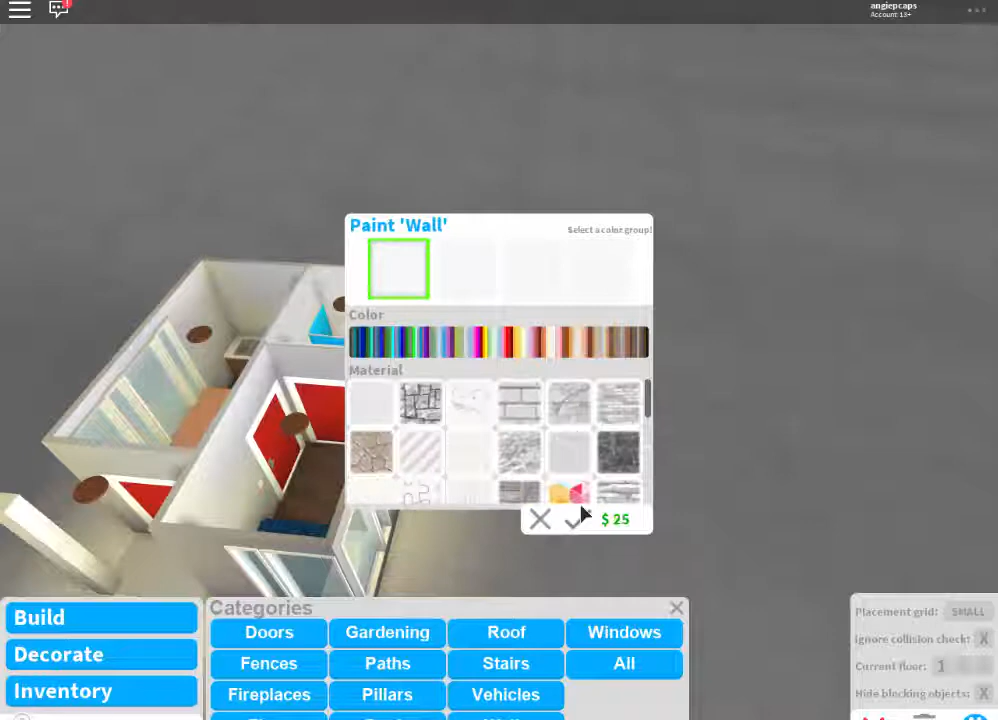 angiepcaps
Account: 13+
Paint 'Wall'
Select a color group!
Color
Material
$ 25
Build
Decorate
Inventory
Categories
Doors
Gardening
Roof
Windows
Fences
Paths
Stairs
All
Fireplaces
Pillars
Vehicles
Placement grid: SMALL
Ignore collision check: X
Current floor: 1
Hide blocking objects: X